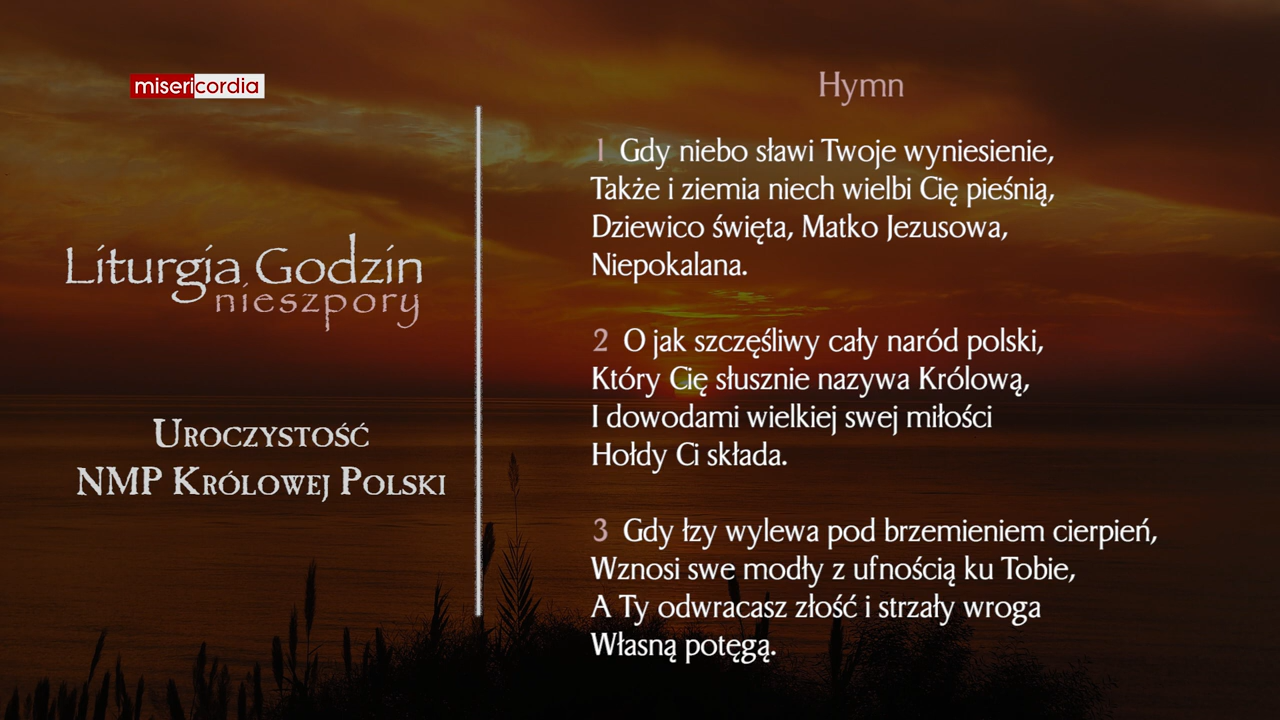 misericordia
Liturgia Godzin
nieszpory
Uroczystość
NMP Królowej Polski
Hymn
1 Gdy niebo sławi Twoje wyniesienie,
Także i ziemia niech wielbi Cię pieśnią,
Dziewico święta, Matko Jezusowa,
Niepokalana.
2 O jak szczęśliwy cały naród polski,
Który Cię słusznie nazywa Królową,
I dowodami wielkiej swej miłości
Hołdy Ci składa.
3 Gdy łzy wylewa pod brzemieniem cierpień,
Wznosi swe modły z ufnością ku Tobie,
A Ty odwracasz złość i strzały wroga
Własną potęgą.